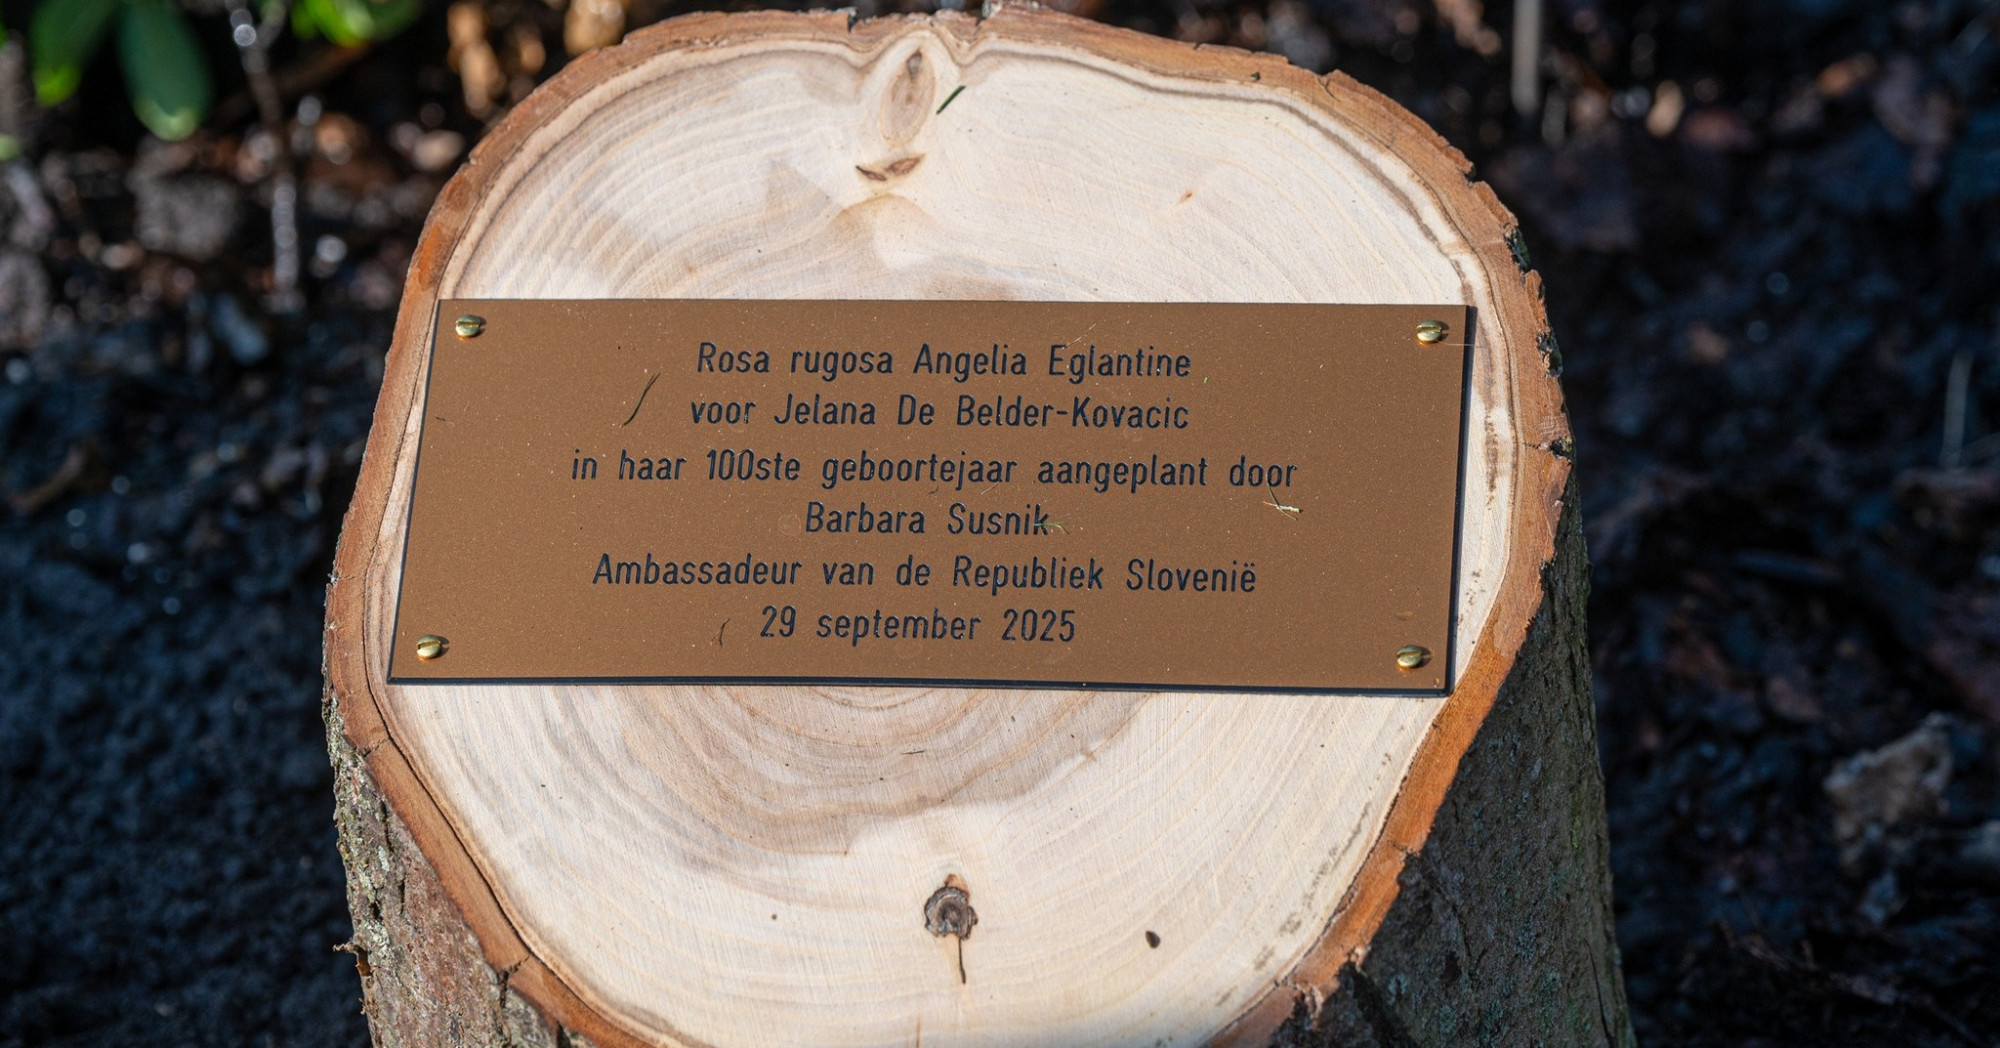 Rosa rugosa Angelia Eglantine
voor Jelana De Belder-Kovacic
in haar 100ste geboortejaar aangeplant door
Barbara Susnik
Ambassadeur van de Republiek Slovenië
29 september 2025